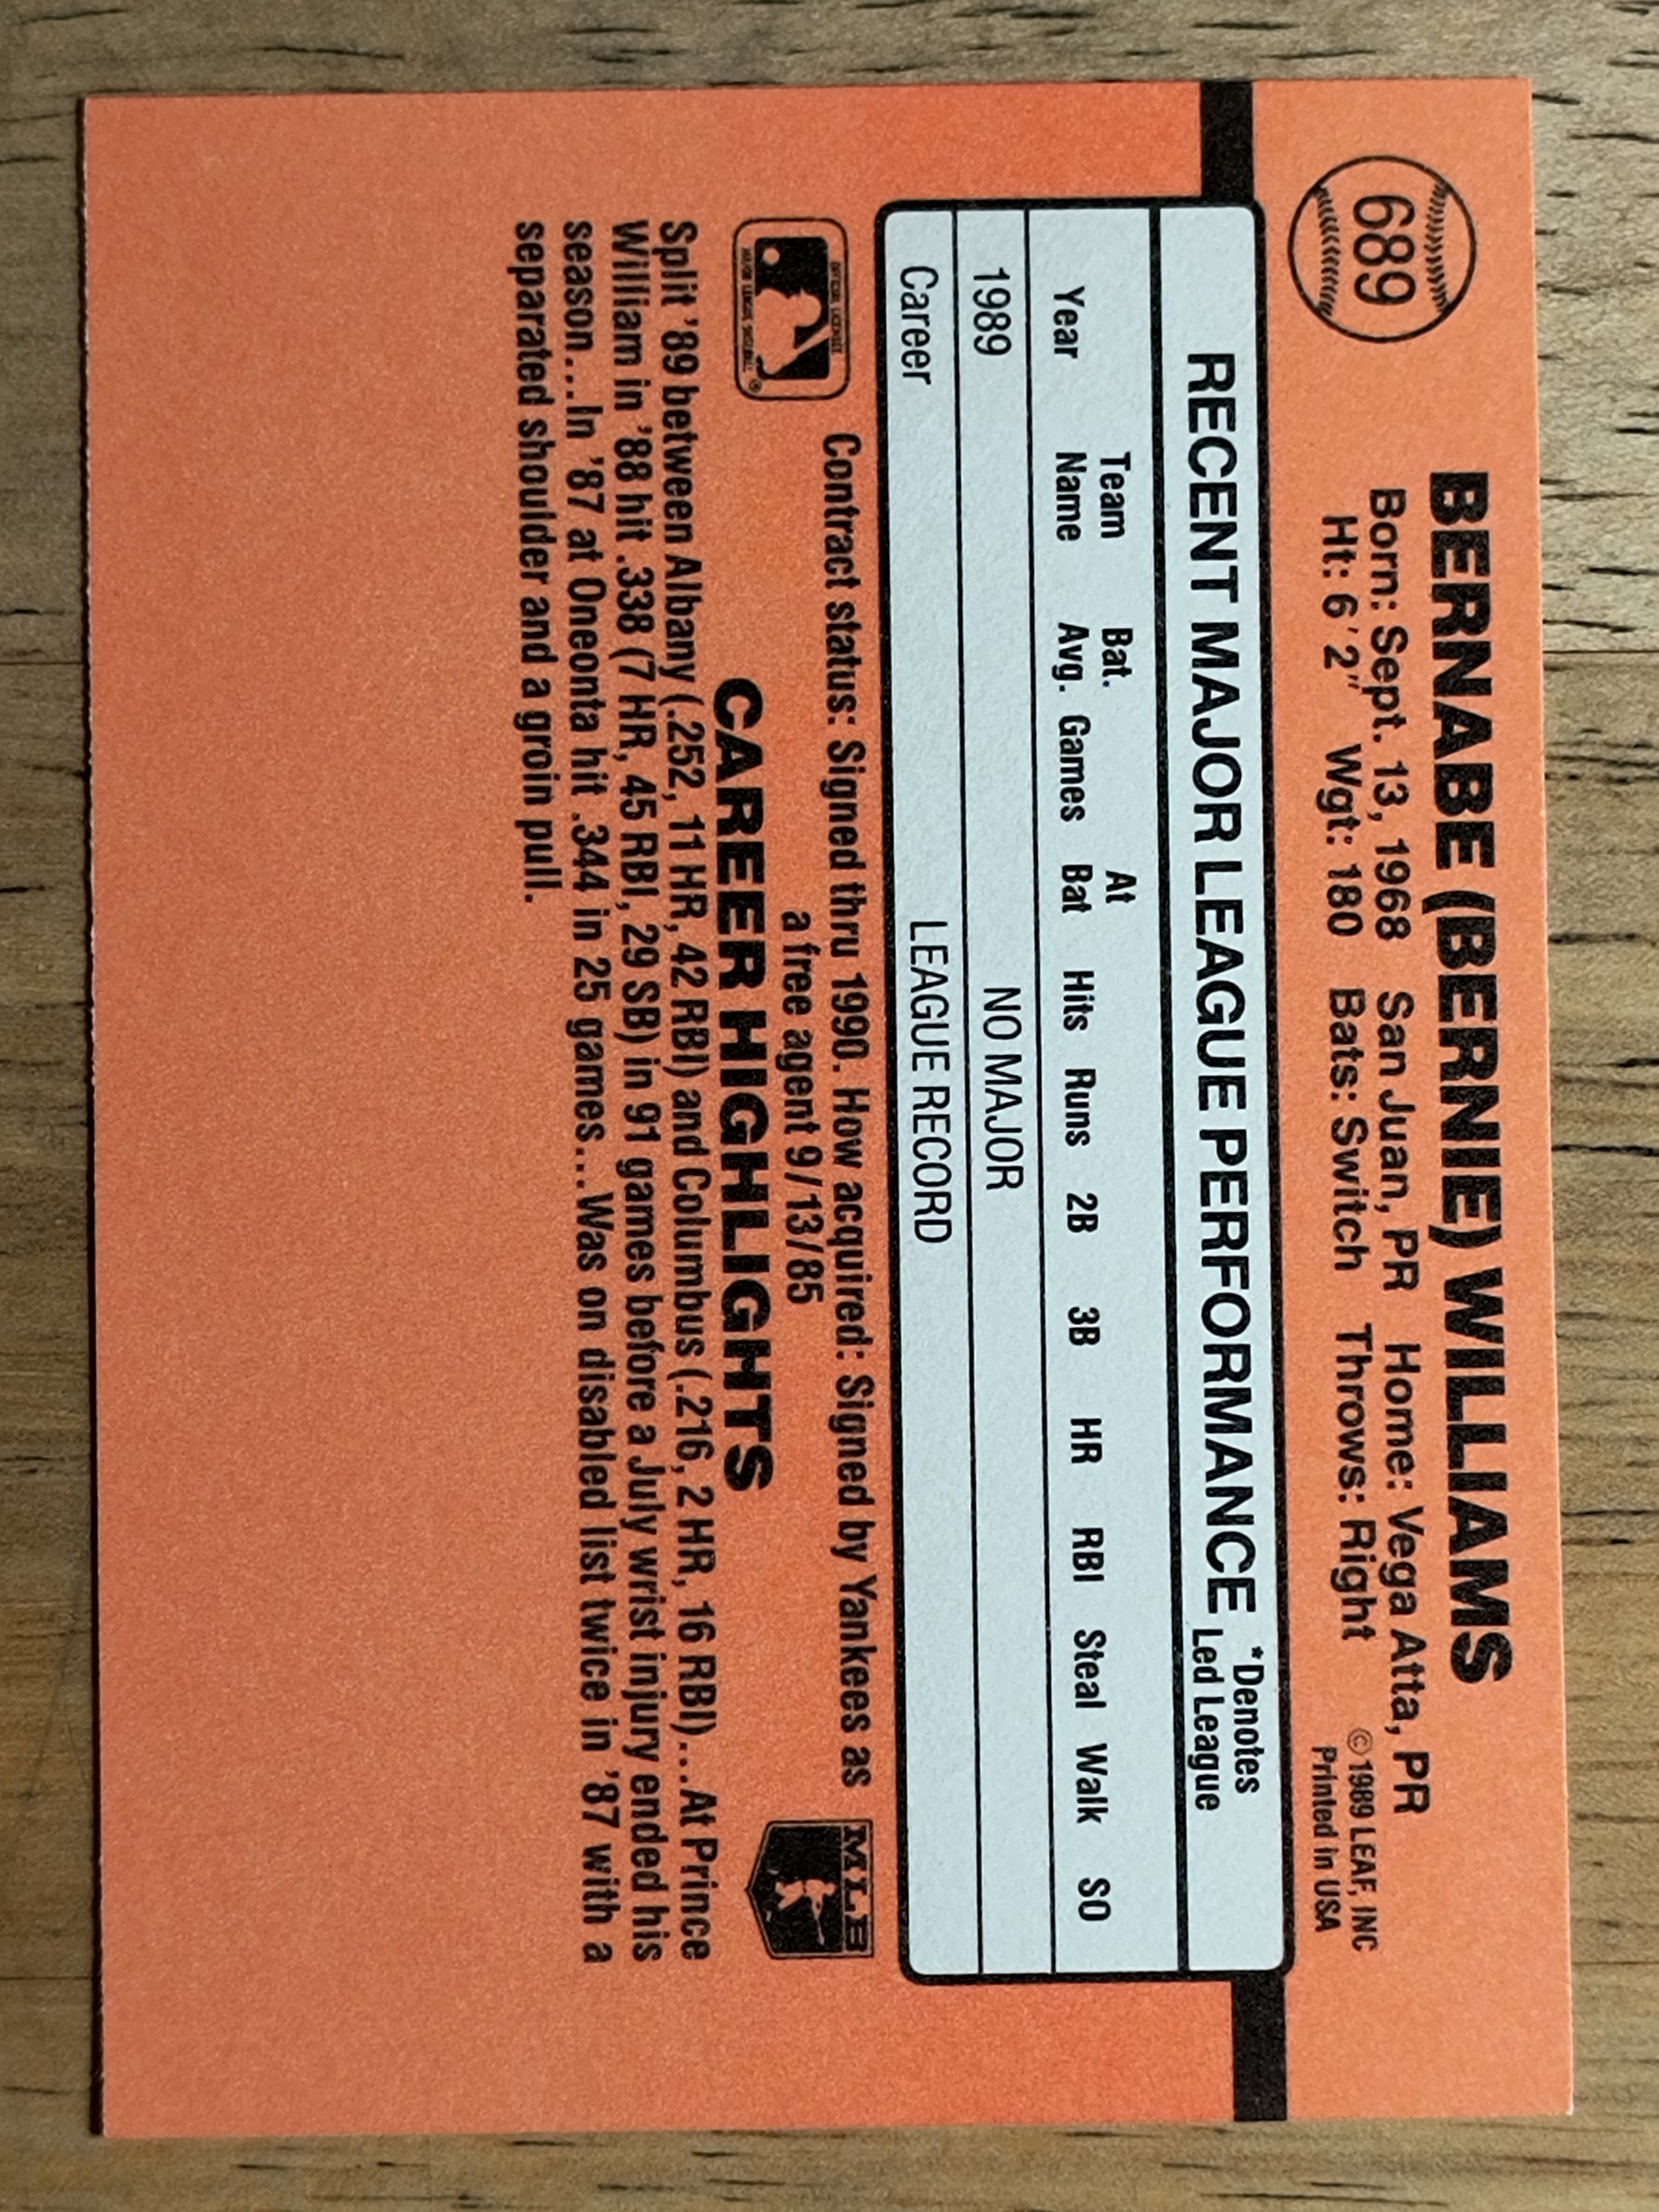 689
BERNABE (BERNIE) WILLIAMS
Born: Sept. 13, 1968 San Juan, PR Home: Vega Atta, PR
Ht: 6'2" Wgt: 180 Bats: Switch Throws: Right
© 1989 LEAF, INC
Printed in USA
RECENT MAJOR LEAGUE PERFORMANCE
*Denotes
Led League
Year Team Name Bat. Avg. Games At Bat Hits Runs 2B 3B HR RBI Steal Walk SO
1989 NO MAJOR
Career LEAGUE RECORD
OFFICIAL LICENSEE
MAJOR LEAGUE BASEBALL ®
Contract status: Signed thru 1990. How acquired: Signed by Yankees as
a free agent 9/13/85
MLB
CAREER HIGHLIGHTS
Split '89 between Albany (.252, 11 HR, 42 RBI) and Columbus (.216, 2 HR, 16 RBI)...At Prince
William in '88 hit .338 (7 HR, 45 RBI, 29 SB) in 91 games before a July wrist injury ended his
season...In '87 at Oneonta hit .344 in 25 games...Was on disabled list twice in '87 with a
separated shoulder and a groin pull.